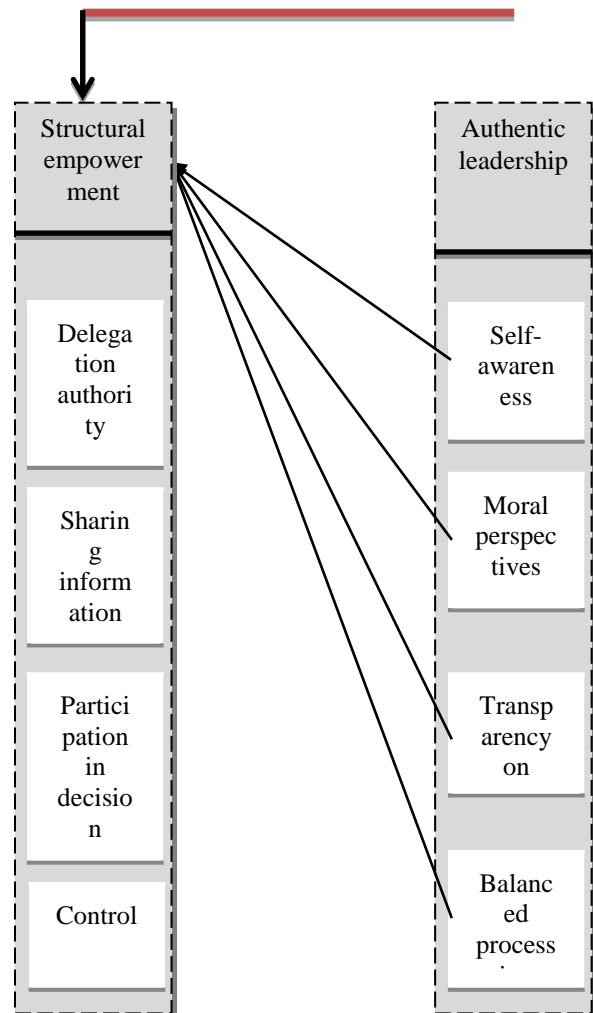 Structural
empower
ment
Delega
tion
authori
ty
Sharin
g
inform
ation
Partici
pation
in
decisio
n
Control
Authentic
leadership
Self-
awaren
ess
Moral
perspec
tives
Transp
arency
on
Balanc
ed
process